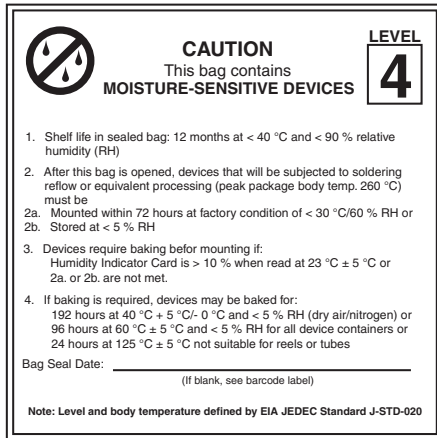 LEVEL
4
CAUTION
This bag contains
MOISTURE-SENSITIVE DEVICES
1. Shelf life in sealed bag: 12 months at < 40 °C and < 90 % relative
humidity (RH)
2. After this bag is opened, devices that will be subjected to soldering
reflow or equivalent processing (peak package body temp. 260 °C)
must be
2a. Mounted within 72 hours at factory condition of < 30 °C/60 % RH or
2b. Stored at < 5 % RH
3. Devices require baking befor mounting if:
Humidity Indicator Card is > 10 % when read at 23 °C ± 5 °C or
2a. or 2b. are not met.
4. If baking is required, devices may be baked for:
192 hours at 40 °C + 5 °C/- 0 °C and < 5 % RH (dry air/nitrogen) or
96 hours at 60 °C ± 5 °C and < 5 % RH for all device containers or
24 hours at 125 °C ± 5 °C not suitable for reels or tubes
Bag Seal Date:
(If blank, see barcode label)
Note: Level and body temperature defined by EIA JEDEC Standard J-STD-020